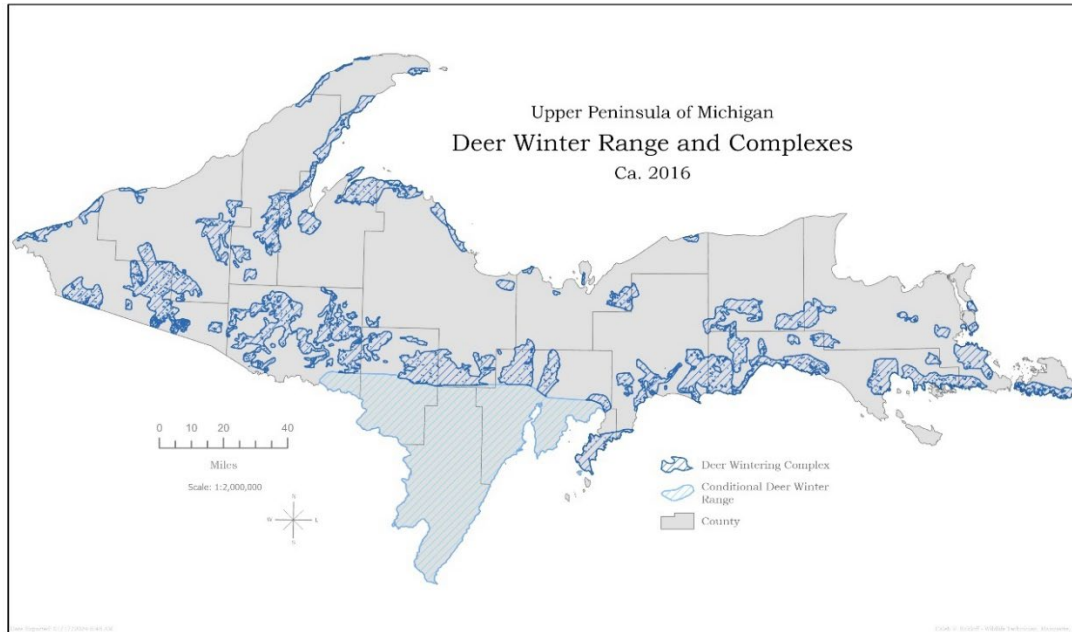 Upper Peninsula of Michigan
Deer Winter Range and Complexes
Ca. 2016
0 10 20 40
Miles
Scale: 1:2,000,000
N
W
S
Deer Wintering Complex
Conditional Deer Winter
Range
County